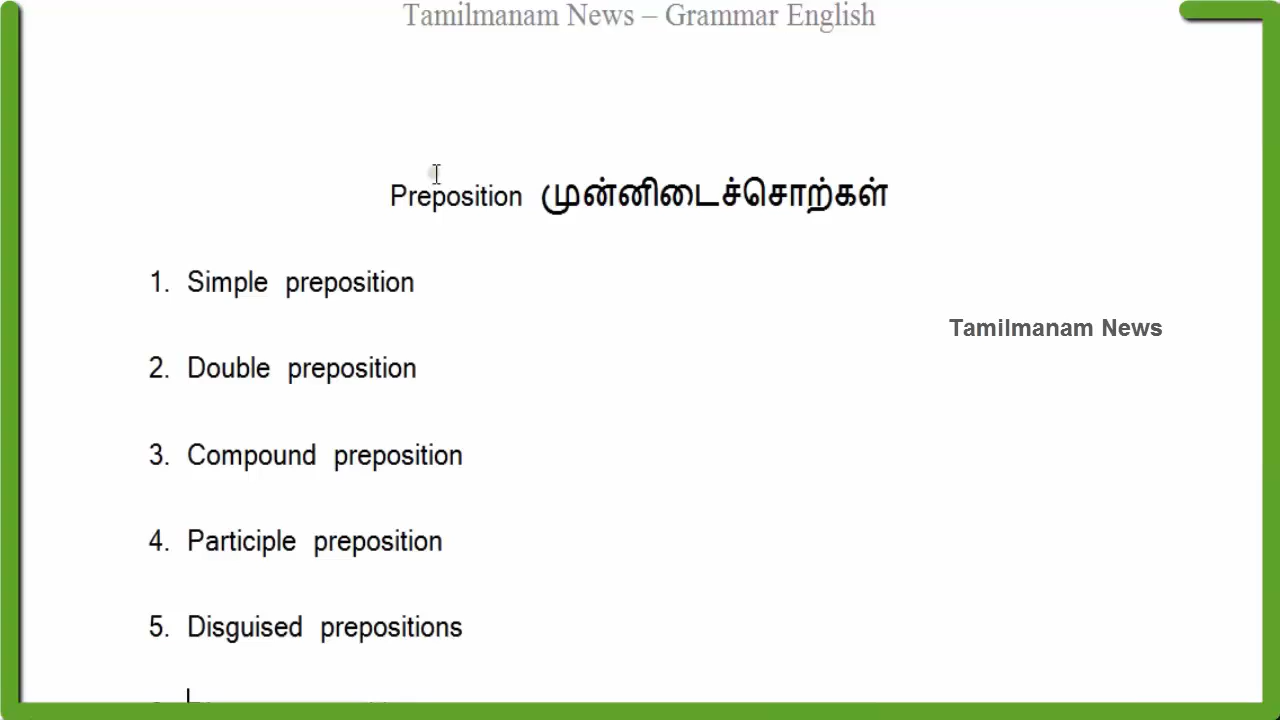 Tamilmanam News – Grammar English
Preposition முன்னிடைச்சொற்கள்
1. Simple preposition
Tamilmanam News
2. Double preposition
3. Compound preposition
4. Participle preposition
5. Disguised prepositions